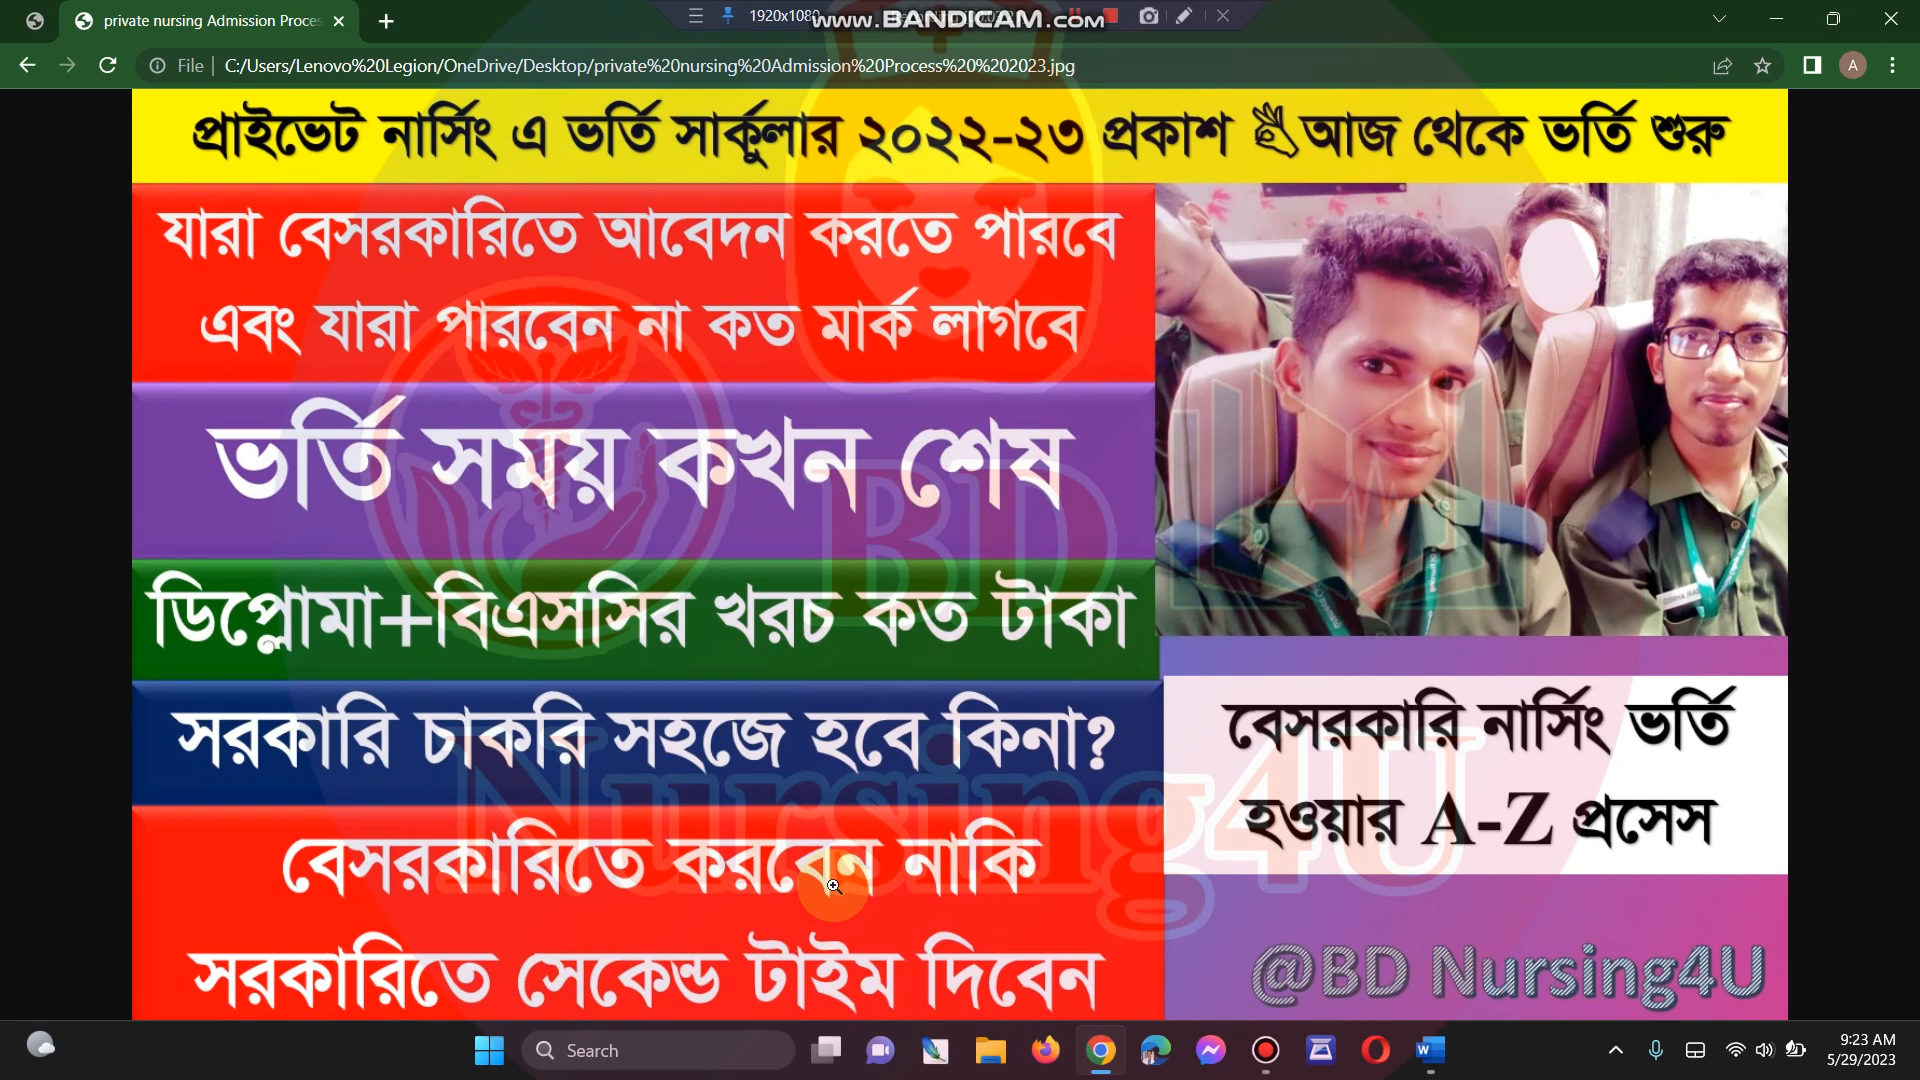 private nursing Admission Proces
1920x1080
www.BANDICAM.com
File
C:/Users/Lenovo%20Legion/OneDrive/Desktop/private%20nursing%20Admission%20Process%20%202023.jpg
A
প্রাইভেট নার্সিং এ ভর্তি সার্কুলার ২০২২-২৩ প্রকাশ আজ থেকে ভর্তি শুরু
যারা বেসরকারিতে আবেদন করতে পারবে
এবং যারা পারবেন না কত মার্ক লাগবে
ভর্তি সময় কখন শেষ
ডিপ্লোমা+বিএসসির খরচ কত টাকা
সরকারি চাকরি সহজে হবে কিনা?
বেসরকারিতে করবেন নাকি
সরকারিতে সেকেন্ড টাইম দিবেন
বেসরকারি নার্সিং ভর্তি
হওয়ার A-Z প্রসেস
@BD Nursing4U
BD
Nursing4U
Search
9:23 AM
5/29/2023